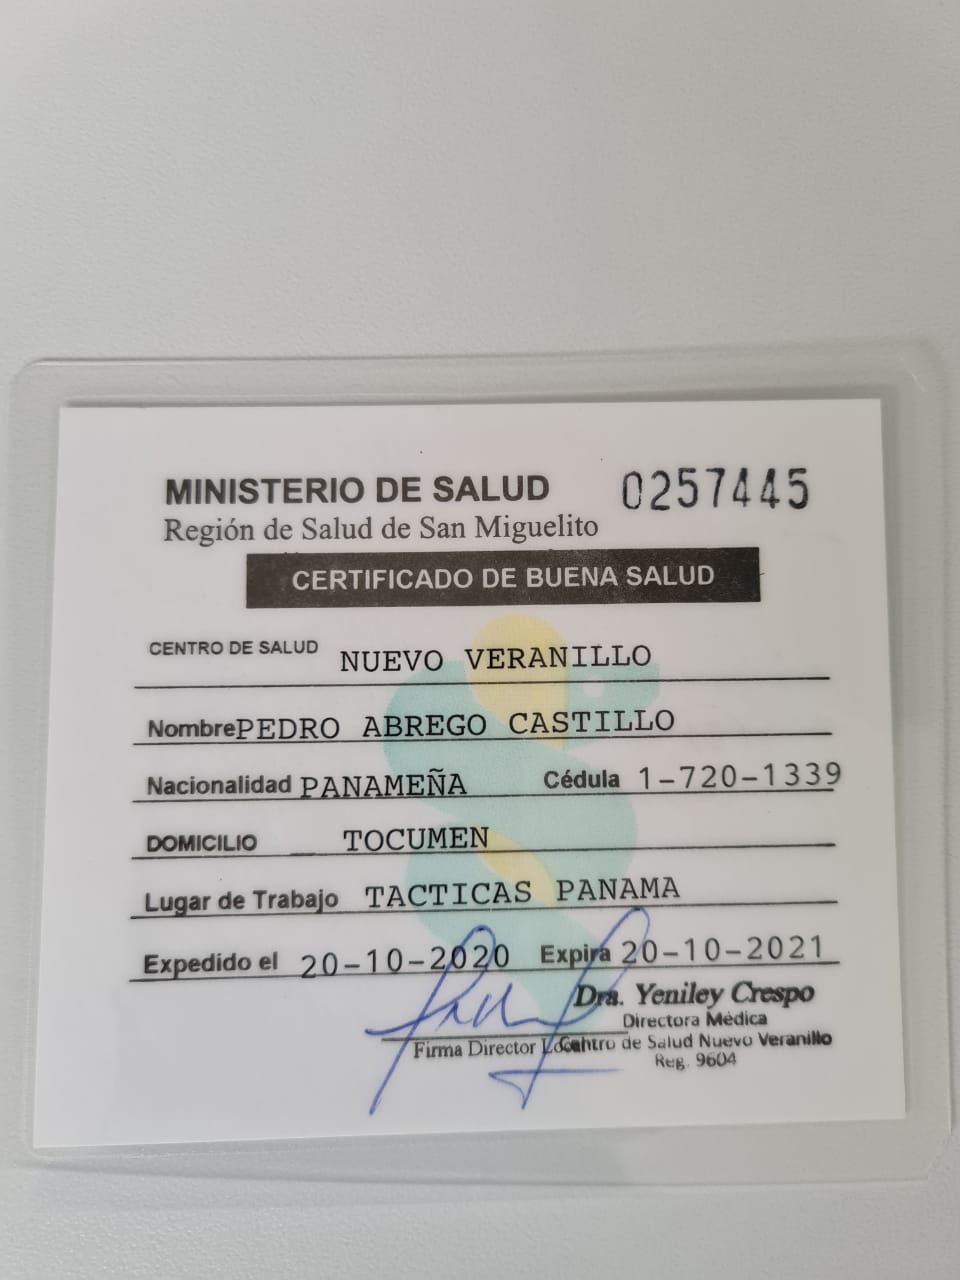 MINISTERIO DE SALUD 0257445
Región de Salud de San Miguelito
CERTIFICADO DE BUENA SALUD
CENTRO DE SALUD NUEVO VERANILLO
Nombre PEDRO ABREGO CASTILLO
Nacionalidad PANAMEÑA Cédula 1-720-1339
DOMICILIO TOCUMEN
Lugar de Trabajo TACTICAS PANAMA
Expedido el 20-10-2020 Expira 20-10-2021
Dra. Yeniley Crespo
Directora Médica
Firma Director Centro de Salud Nuevo Veranillo
Reg. 9604